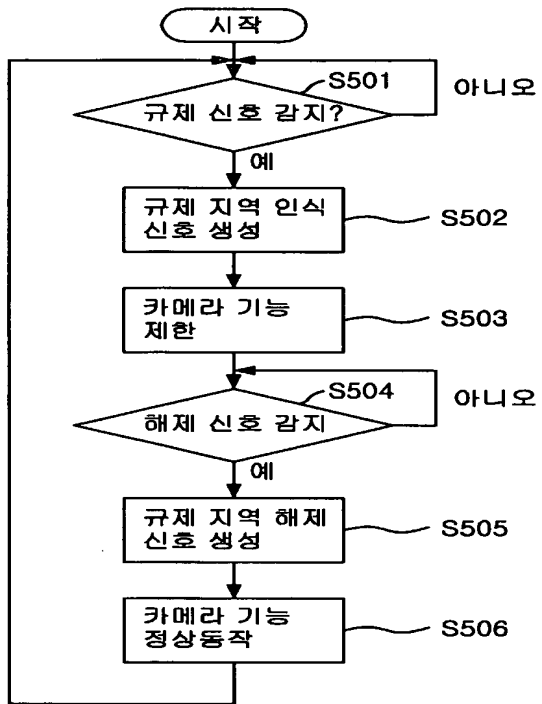 시작
S501
규제 신호 감지?
아니오
예
규제 지역 인식
신호 생성
S502
카메라 기능
제한
S503
S504
해제 신호 감지
아니오
예
규제 지역 해제
신호 생성
S505
카메라 기능
정상동작
S506